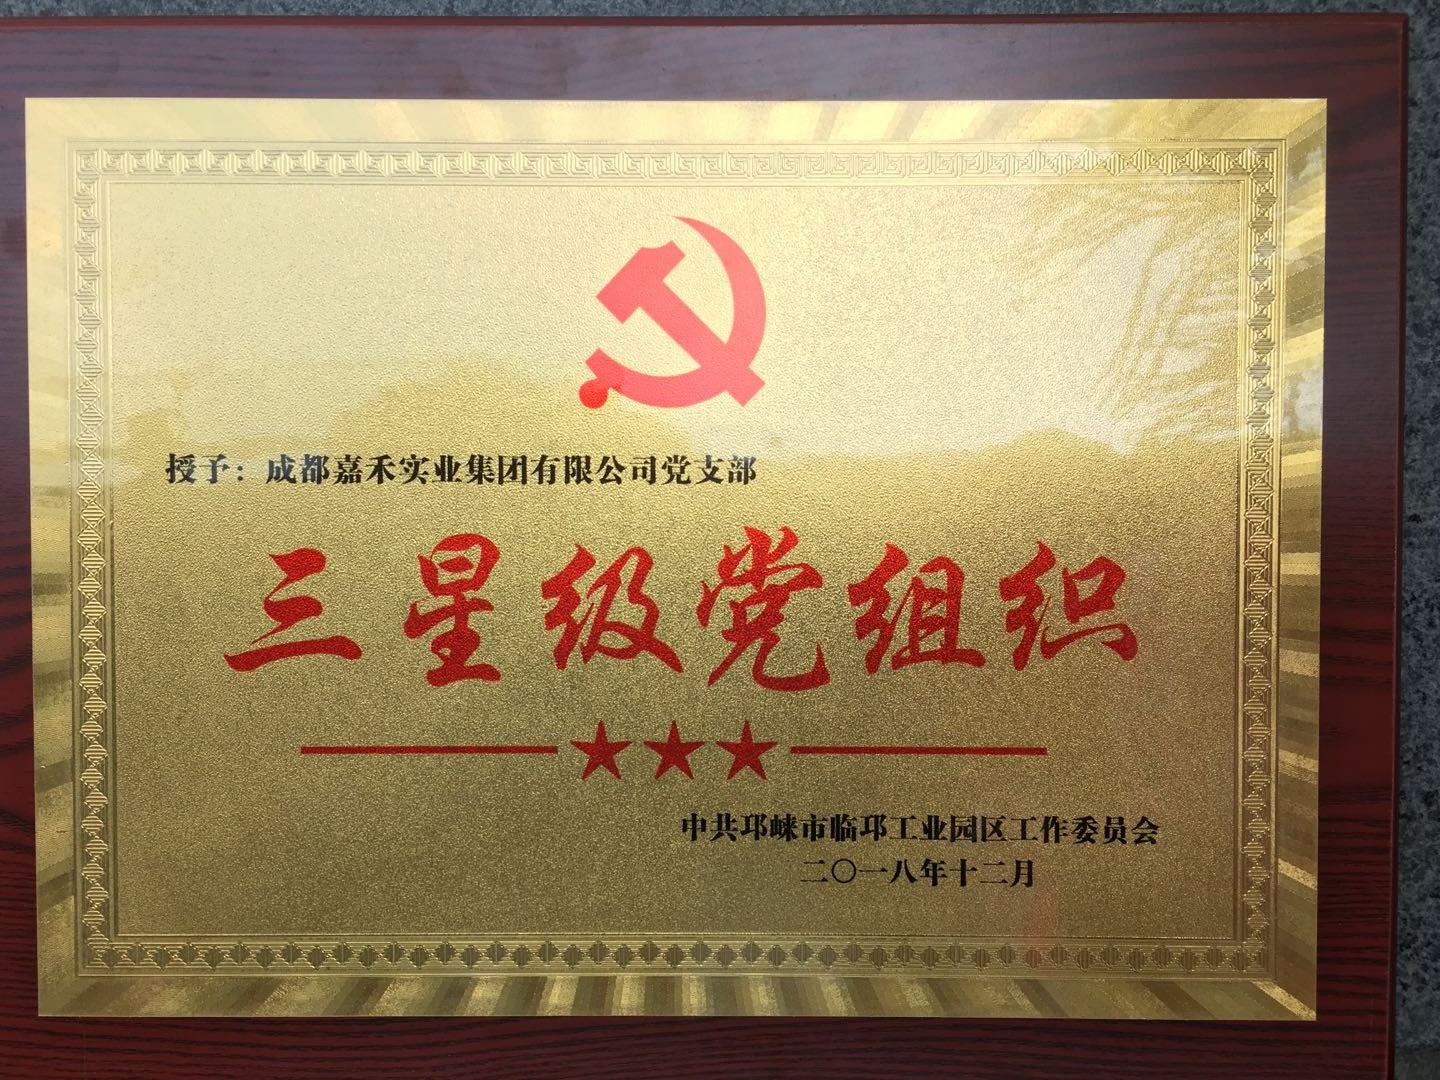 授予：成都嘉禾实业集团有限公司党支部
三星级党组织
中共邛崃市临邛工业园区工作委员会
二〇一八年十二月